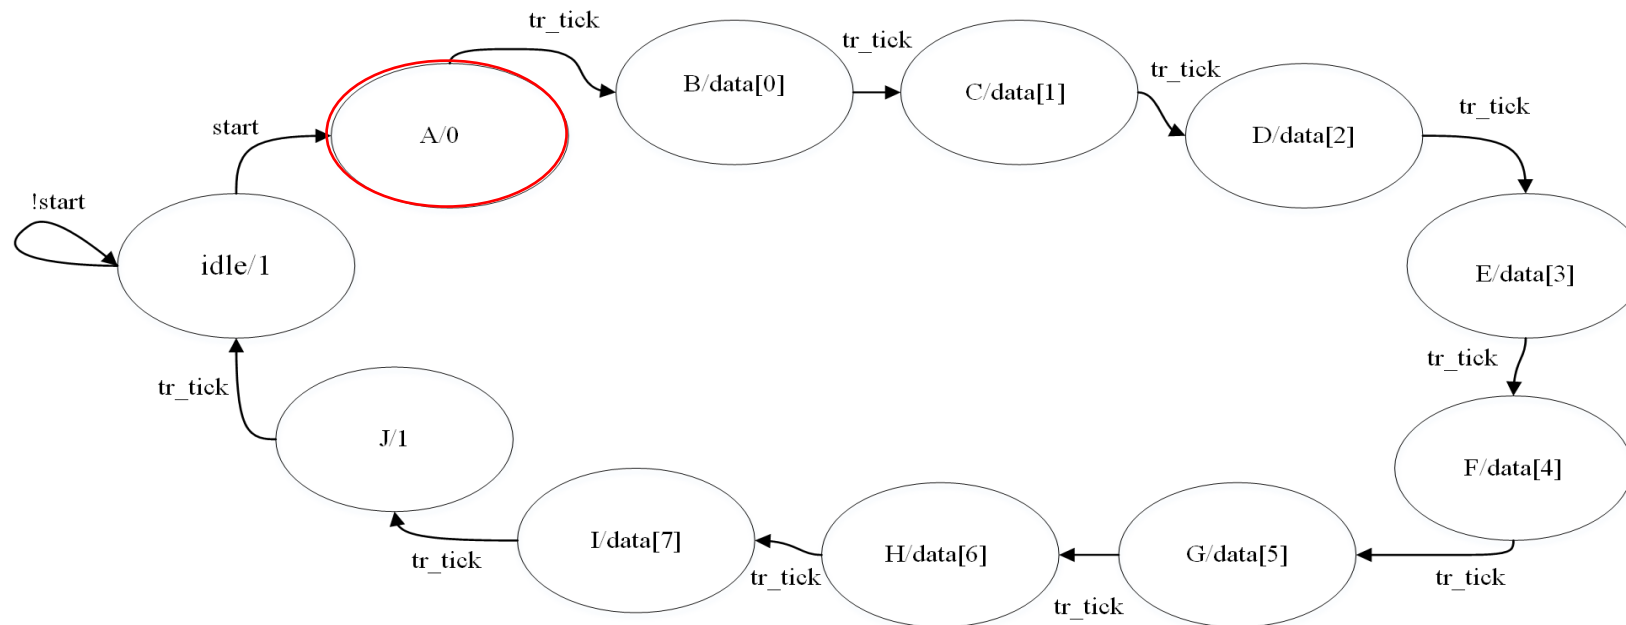 tr_tick
A/0
start
!start
idle/1
B/data[0]
tr_tick
C/data[1]
tr_tick
D/data[2]
tr_tick
E/data[3]
tr_tick
F/data[4]
tr_tick
G/data[5]
tr_tick
H/data[6]
tr_tick
I/data[7]
tr_tick
J/1
tr_tick